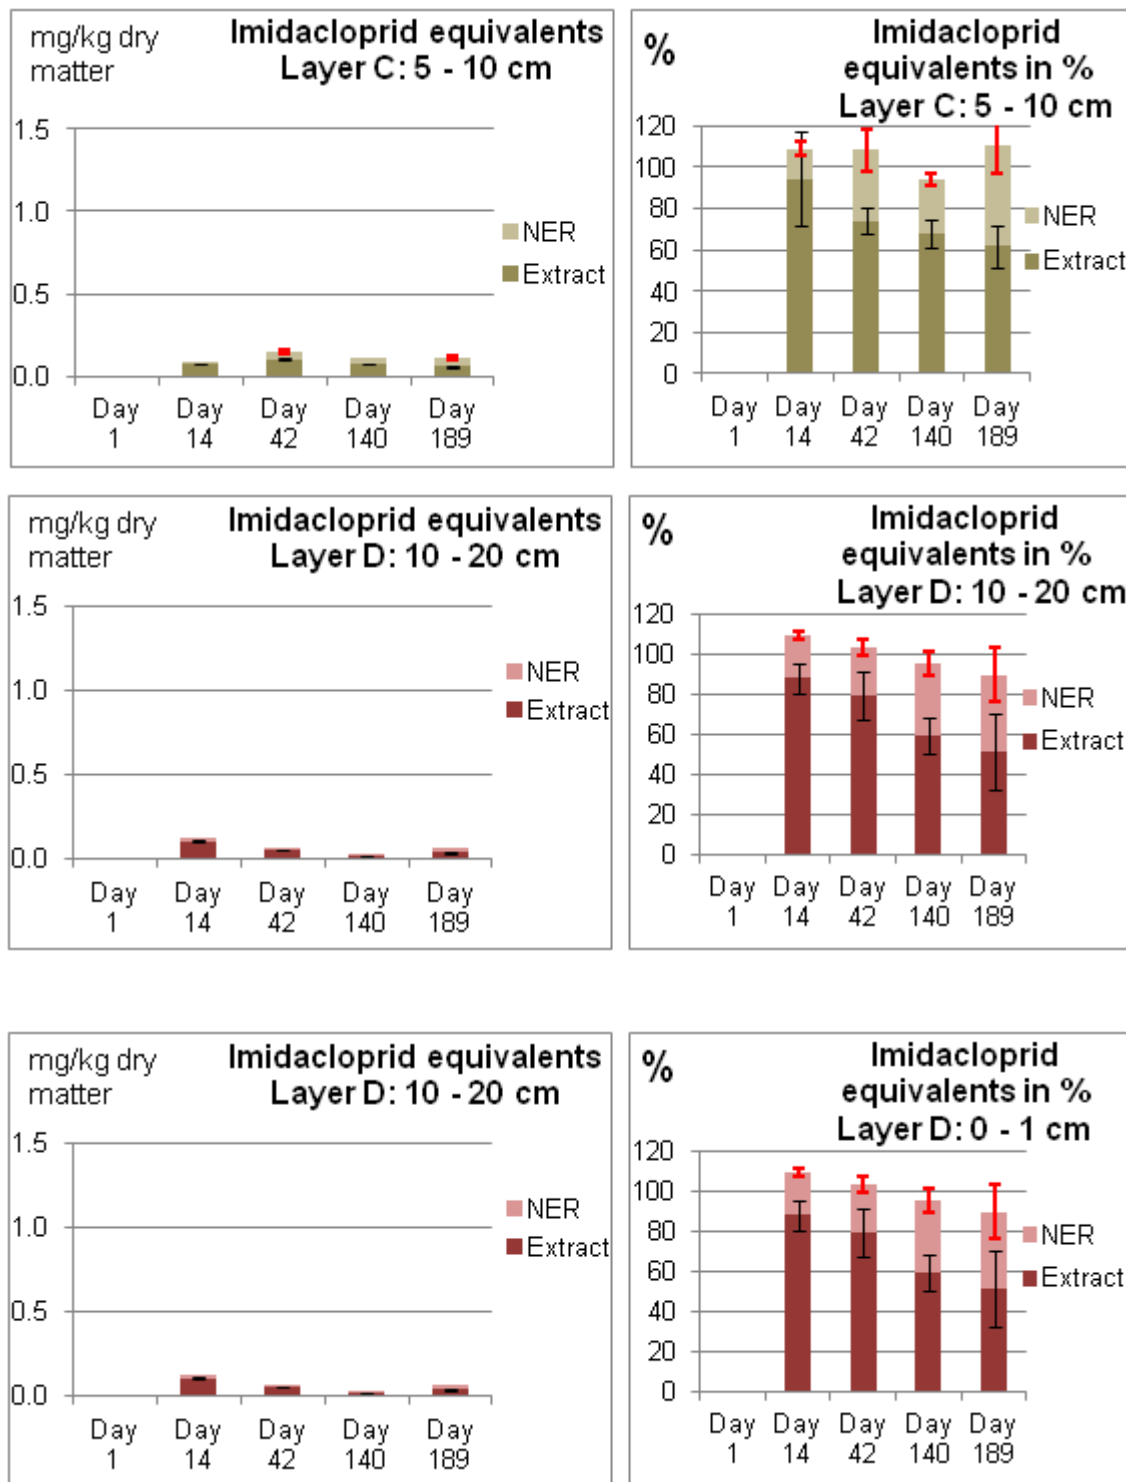 mg/kg dry
matter
Imidacloprid equivalents
Layer C: 5 - 10 cm
1.5
1.0
0.5
0.0
NER
Extract
Day 1
Day 14
Day 42
Day 140
Day 189
%
Imidacloprid
equivalents in %
Layer C: 5 - 10 cm
120
100
80
60
40
20
0
NER
Extract
Day 1
Day 14
Day 42
Day 140
Day 189
mg/kg dry
matter
Imidacloprid equivalents
Layer D: 10 - 20 cm
1.5
1.0
0.5
0.0
NER
Extract
Day 1
Day 14
Day 42
Day 140
Day 189
%
Imidacloprid
equivalents in %
Layer D: 10 - 20 cm
120
100
80
60
40
20
0
NER
Extract
Day 1
Day 14
Day 42
Day 140
Day 189
mg/kg dry
matter
Imidacloprid equivalents
Layer D: 10 - 20 cm
1.5
1.0
0.5
0.0
NER
Extract
Day 1
Day 14
Day 42
Day 140
Day 189
%
Imidacloprid
equivalents in %
Layer D: 0 - 1 cm
120
100
80
60
40
20
0
NER
Extract
Day 1
Day 14
Day 42
Day 140
Day 189